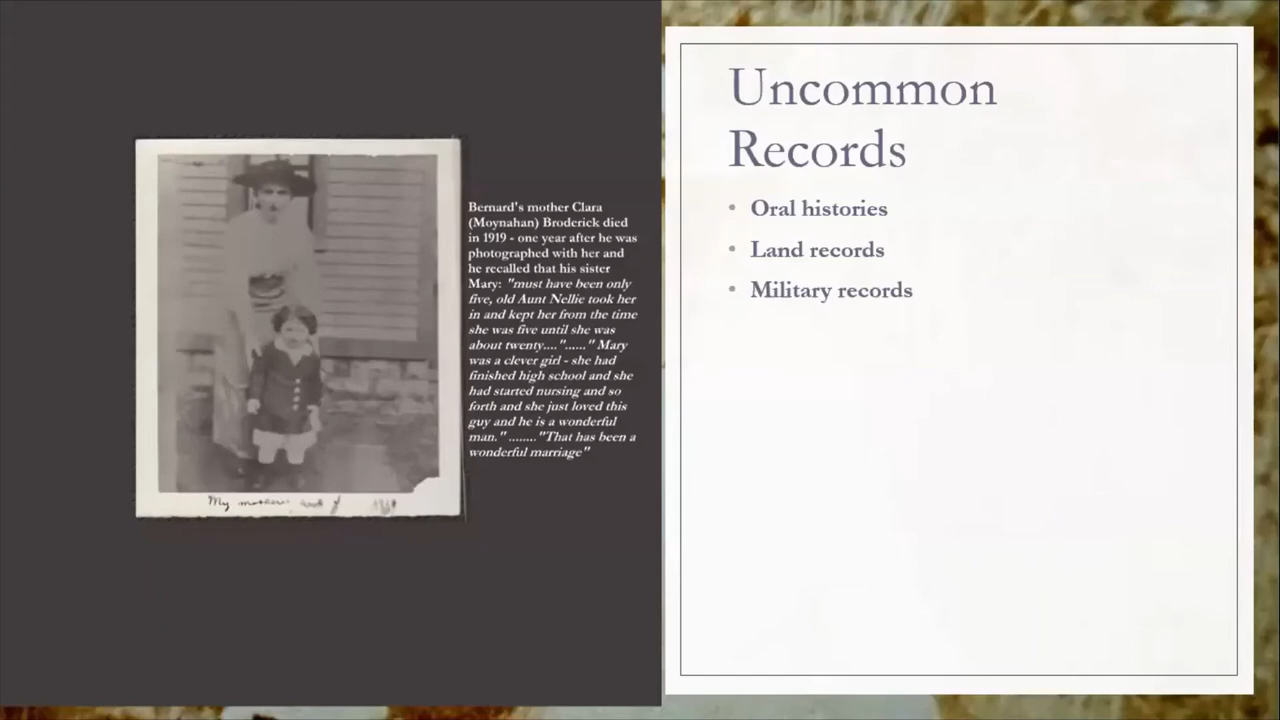 Bernard's mother Clara
(Moynahan) Broderick died
in 1919 - one year after he was
photographed with her and
he recalled that his sister
Mary: "must have been only
five, old Aunt Nellie took her
in and kept her from the time
she was five until she was
about twenty...."......" Mary
was a clever girl - she had
finished high school and she
had started nursing and so
forth and she just loved this
guy and he is a wonderful
man." ........"That has been a
wonderful marriage"
My mother and I
Uncommon
Records
• Oral histories
• Land records
• Military records